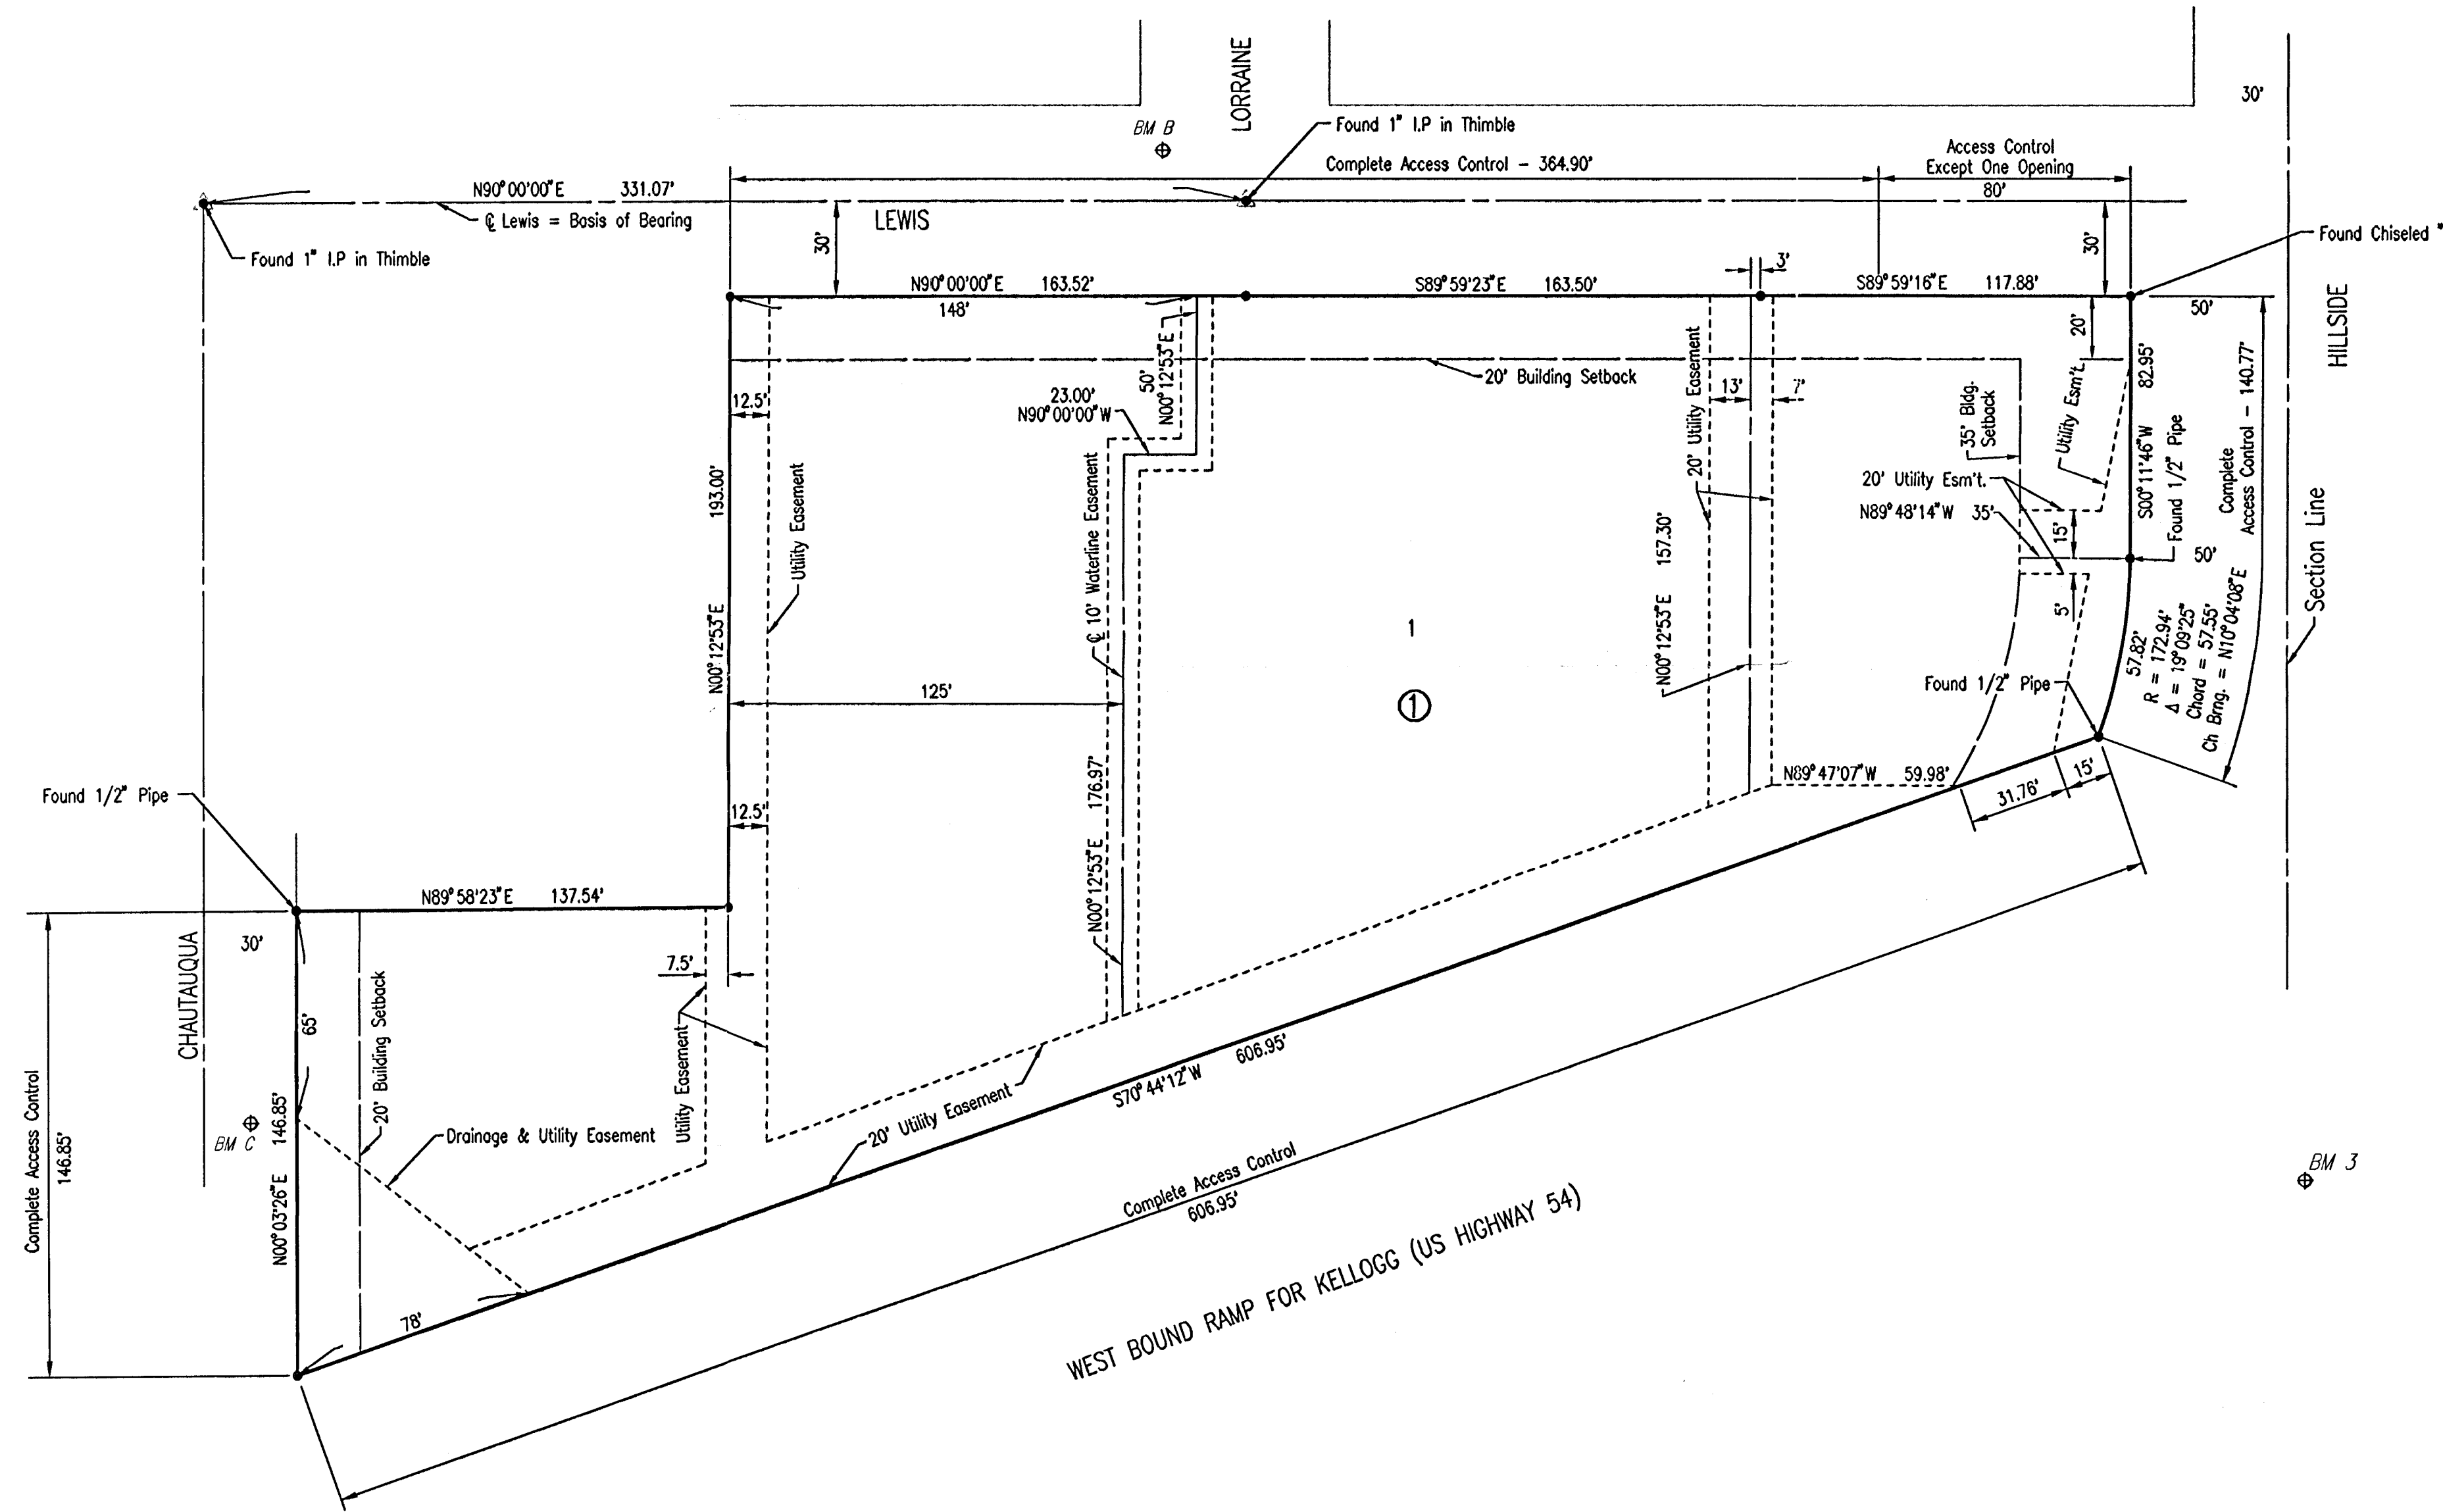 LORRAINE
30'
BM B
Found 1" I.P in Thimble
Access Control
Except One Opening
80'
Complete Access Control - 364.90'
N90°00'00"E 331.07'
℄ Lewis = Basis of Bearing
LEWIS
Found 1" I.P in Thimble
30'
30'
Found Chiseled "
3'
N90°00'00"E 163.52'
148'
S89°59'23"E 163.50'
S89°59'16"E 117.88'
50'
20'
HILLSIDE
N00°12'53"E
50'
20' Building Setback
23.00'
N90°00'00"W
12.5'
13'
7'
20' Utility Easement
35' Bldg.
Setback
Utility Esm't.
S00°11'46"W 82.95'
Found 1/2" Pipe
Complete
Access Control - 140.77'
193.00'
N00°12'53"E
Utility Easement
℄ 10' Waterline Easement
20' Utility Esm't.
N89°48'14"W 35'
15'
50'
5'
Section Line
N00°12'53"E 157.30'
1
1
125'
Found 1/2" Pipe
57.82'
R = 172.94'
Δ = 19°09'25"
Chord = 57.55'
Ch Brng. = N10°04'08"E
N89°47'07"W 59.98'
31.76'
15'
Found 1/2" Pipe
12.5'
N00°12'53"E 176.97'
N89°58'23"E 137.54'
30'
CHAUTAUQUA
65'
7.5'
20' Building Setback
Utility Easement
Complete Access Control
146.85'
BM C
N00°03'26"E 146.85'
Drainage & Utility Easement
20' Utility Easement
S70°44'12"W 606.95'
78'
Complete Access Control
606.95'
BM 3
WEST BOUND RAMP FOR KELLOGG (US HIGHWAY 54)